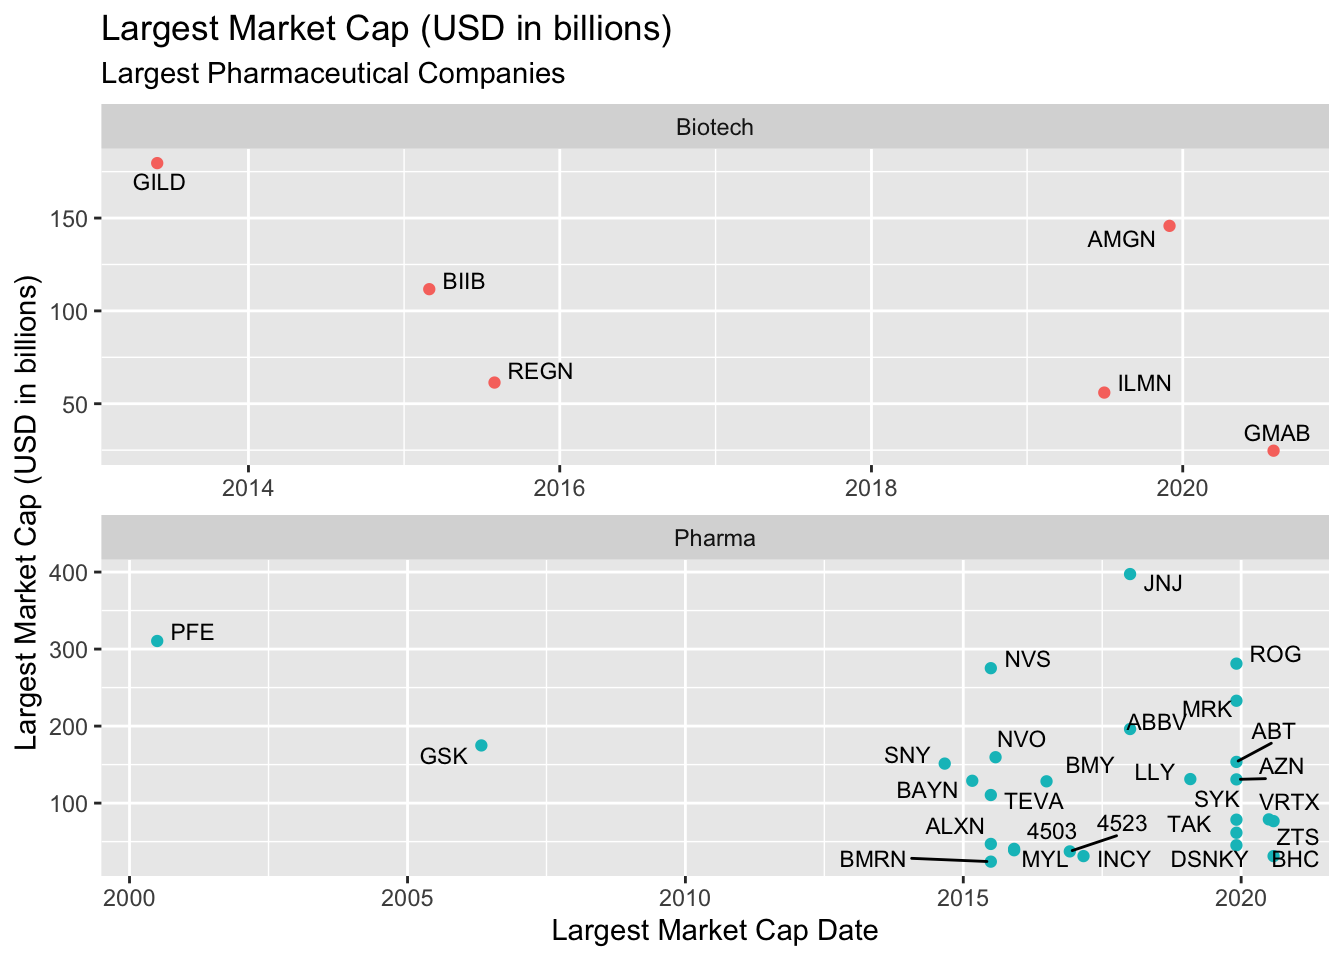 Largest Market Cap (USD in billions)
Largest Pharmaceutical Companies
Biotech
GILD
150
AMGN
BIIB
100
REGN
ILMN
50
GMAB
2014 2016 2018 2020
Largest Market Cap (USD in billions)
Pharma
400
JNJ
PFE
300
NVS
ROG
MRK
200
ABBV
ABT
NVO
GSK
SNY
BMY
LLY
AZN
BAYN
TEVA
SYK
VRTX
100
ALXN
4503
4523
TAK
ZTS
BMRN
MYL
INCY
DSNKY
BHC
2000 2005 2010 2015 2020
Largest Market Cap Date